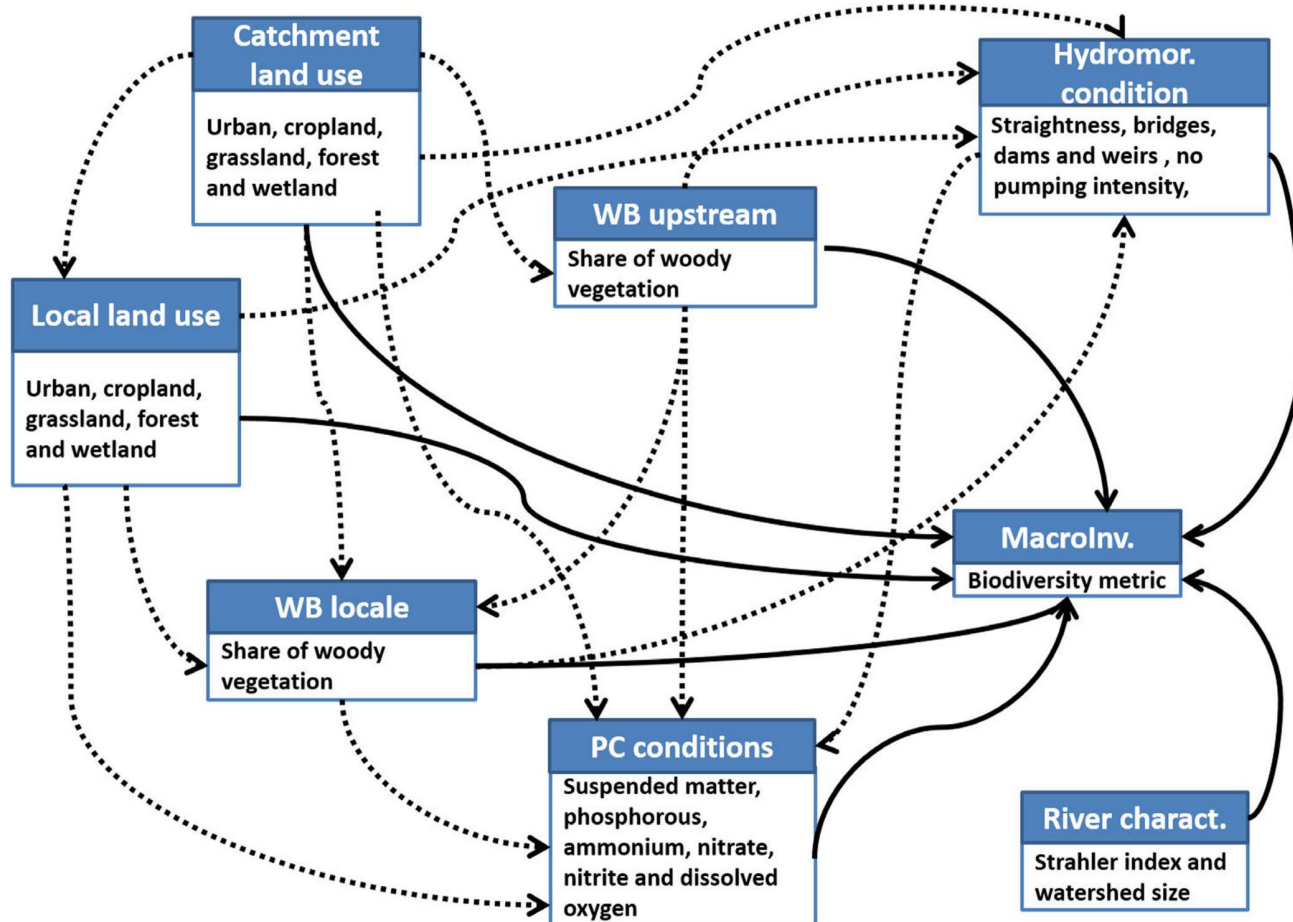 Catchment
land use
Urban, cropland,
grassland, forest
and wetland
Hydromor.
condition
Straightness, bridges,
dams and weirs , no
pumping intensity,
WB upstream
Share of woody
vegetation
Local land use
Urban, cropland,
grassland, forest
and wetland
MacroInv.
Biodiversity metric
WB locale
Share of woody
vegetation
PC conditions
Suspended matter,
phosphorous,
ammonium, nitrate,
nitrite and dissolved
oxygen
River charact.
Strahler index and
watershed size